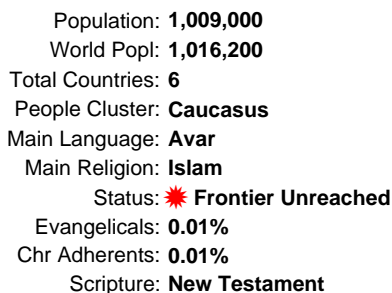 Population: 1,009,000
World Popl: 1,016,200
Total Countries: 6
People Cluster: Caucasus
Main Language: Avar
Main Religion: Islam
Status: Frontier Unreached
Evangelicals: 0.01%
Chr Adherents: 0.01%
Scripture: New Testament